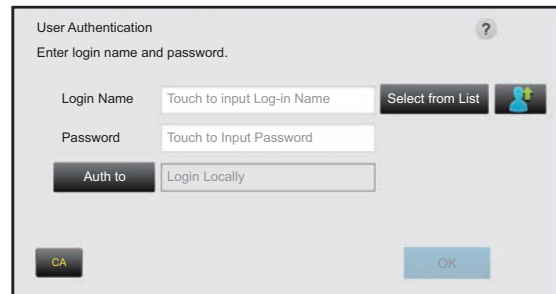 User Authentication
?
Enter login name and password.
Login Name Touch to input Log-in Name Select from List
Password Touch to Input Password
Auth to Login Locally
CA OK